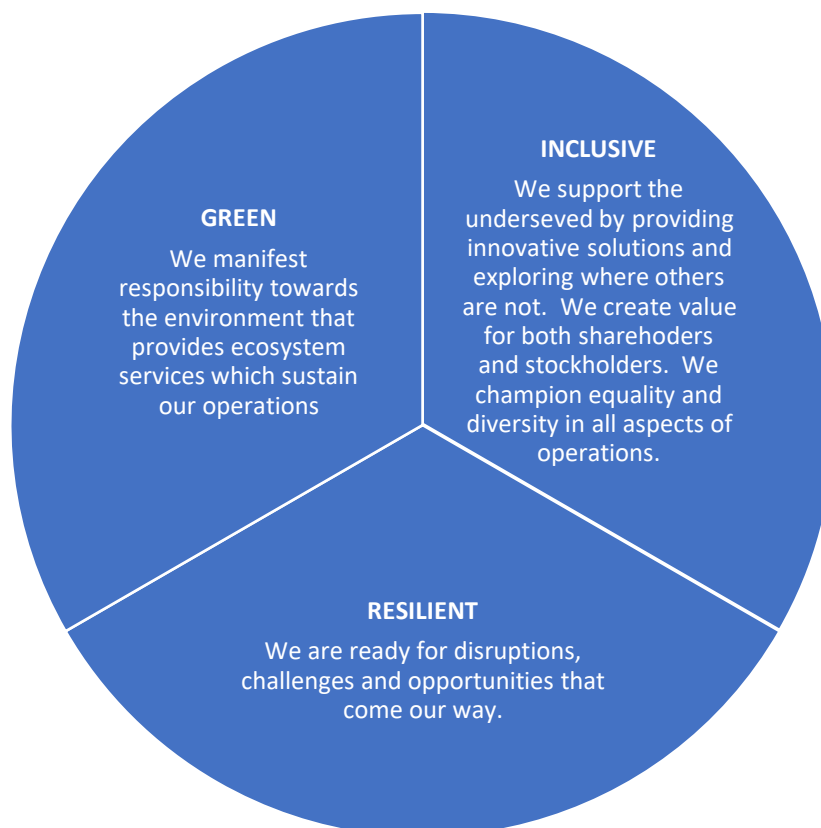 GREEN
We manifest
responsibility towards
the environment that
provides ecosystem
services which sustain
our operations
INCLUSIVE
We support the
underseved by providing
innovative solutions and
exploring where others
are not.  We create value
for both sharehoders
and stockholders.  We
champion equality and
diversity in all aspects of
operations.
RESILIENT
We are ready for disruptions,
challenges and opportunities that
come our way.